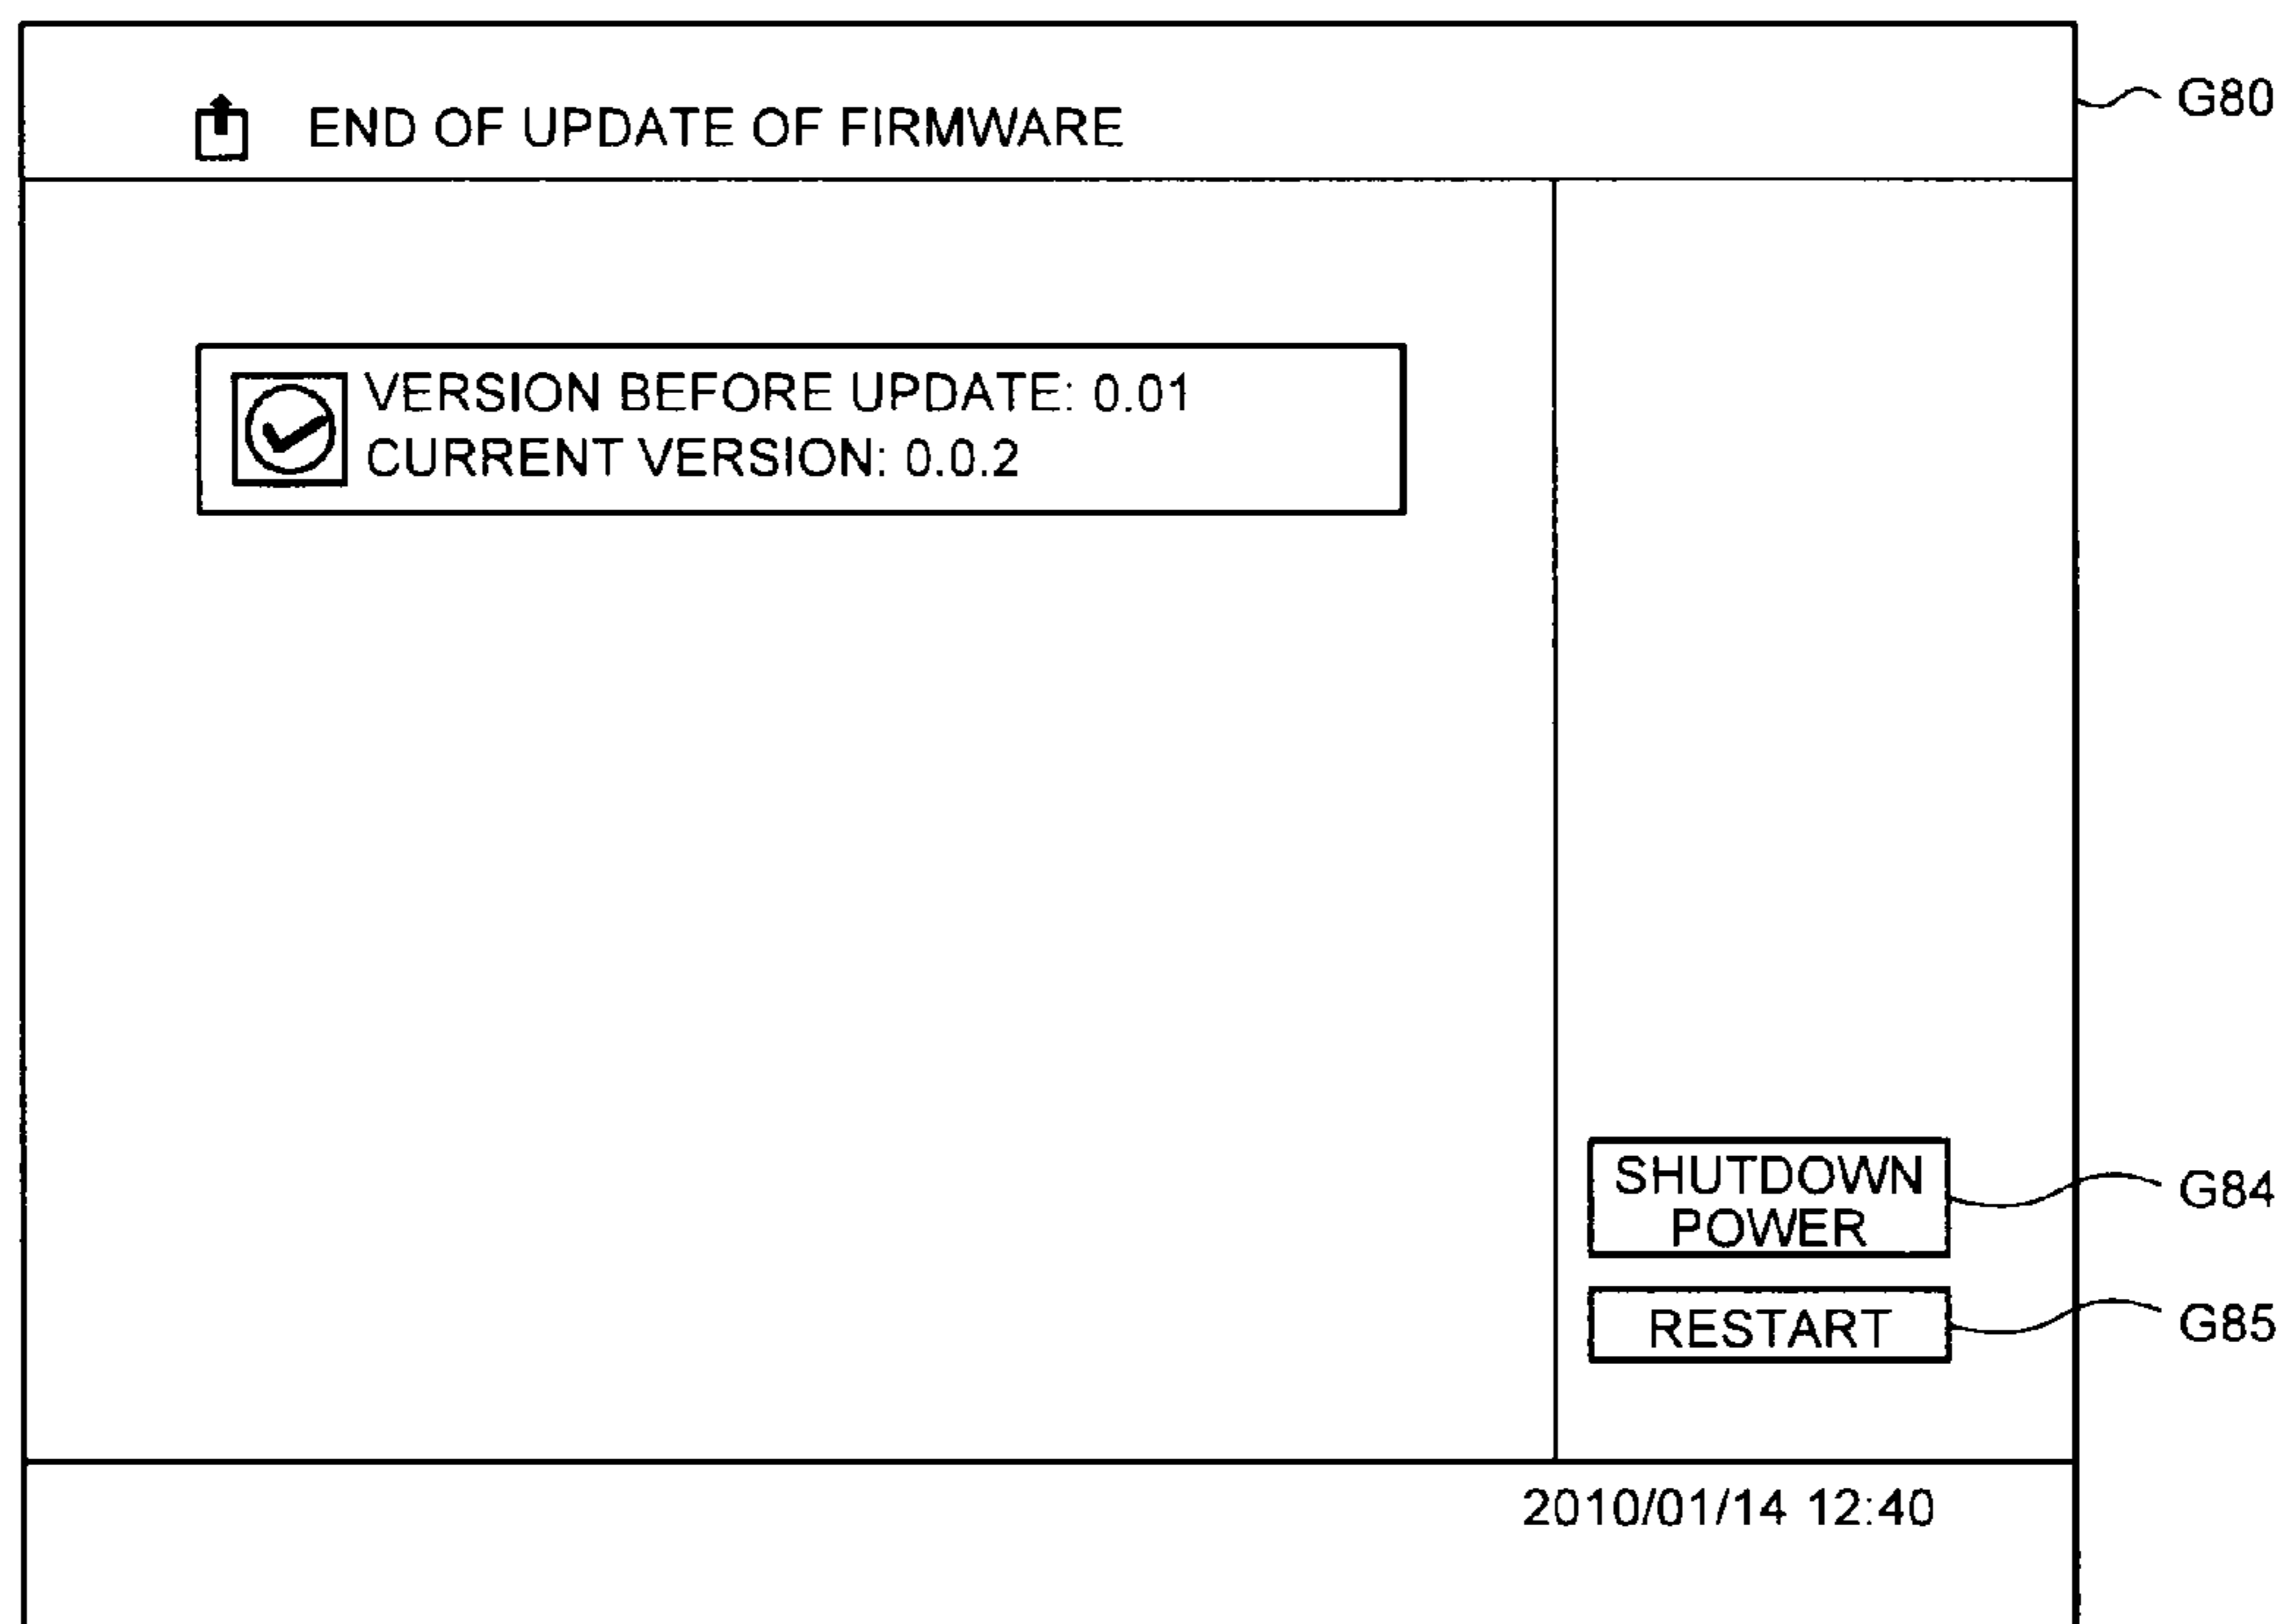 END OF UPDATE OF FIRMWARE
G80
VERSION BEFORE UPDATE: 0.01
CURRENT VERSION: 0.0.2
SHUTDOWN
POWER
G84
RESTART
G85
2010/01/14 12:40